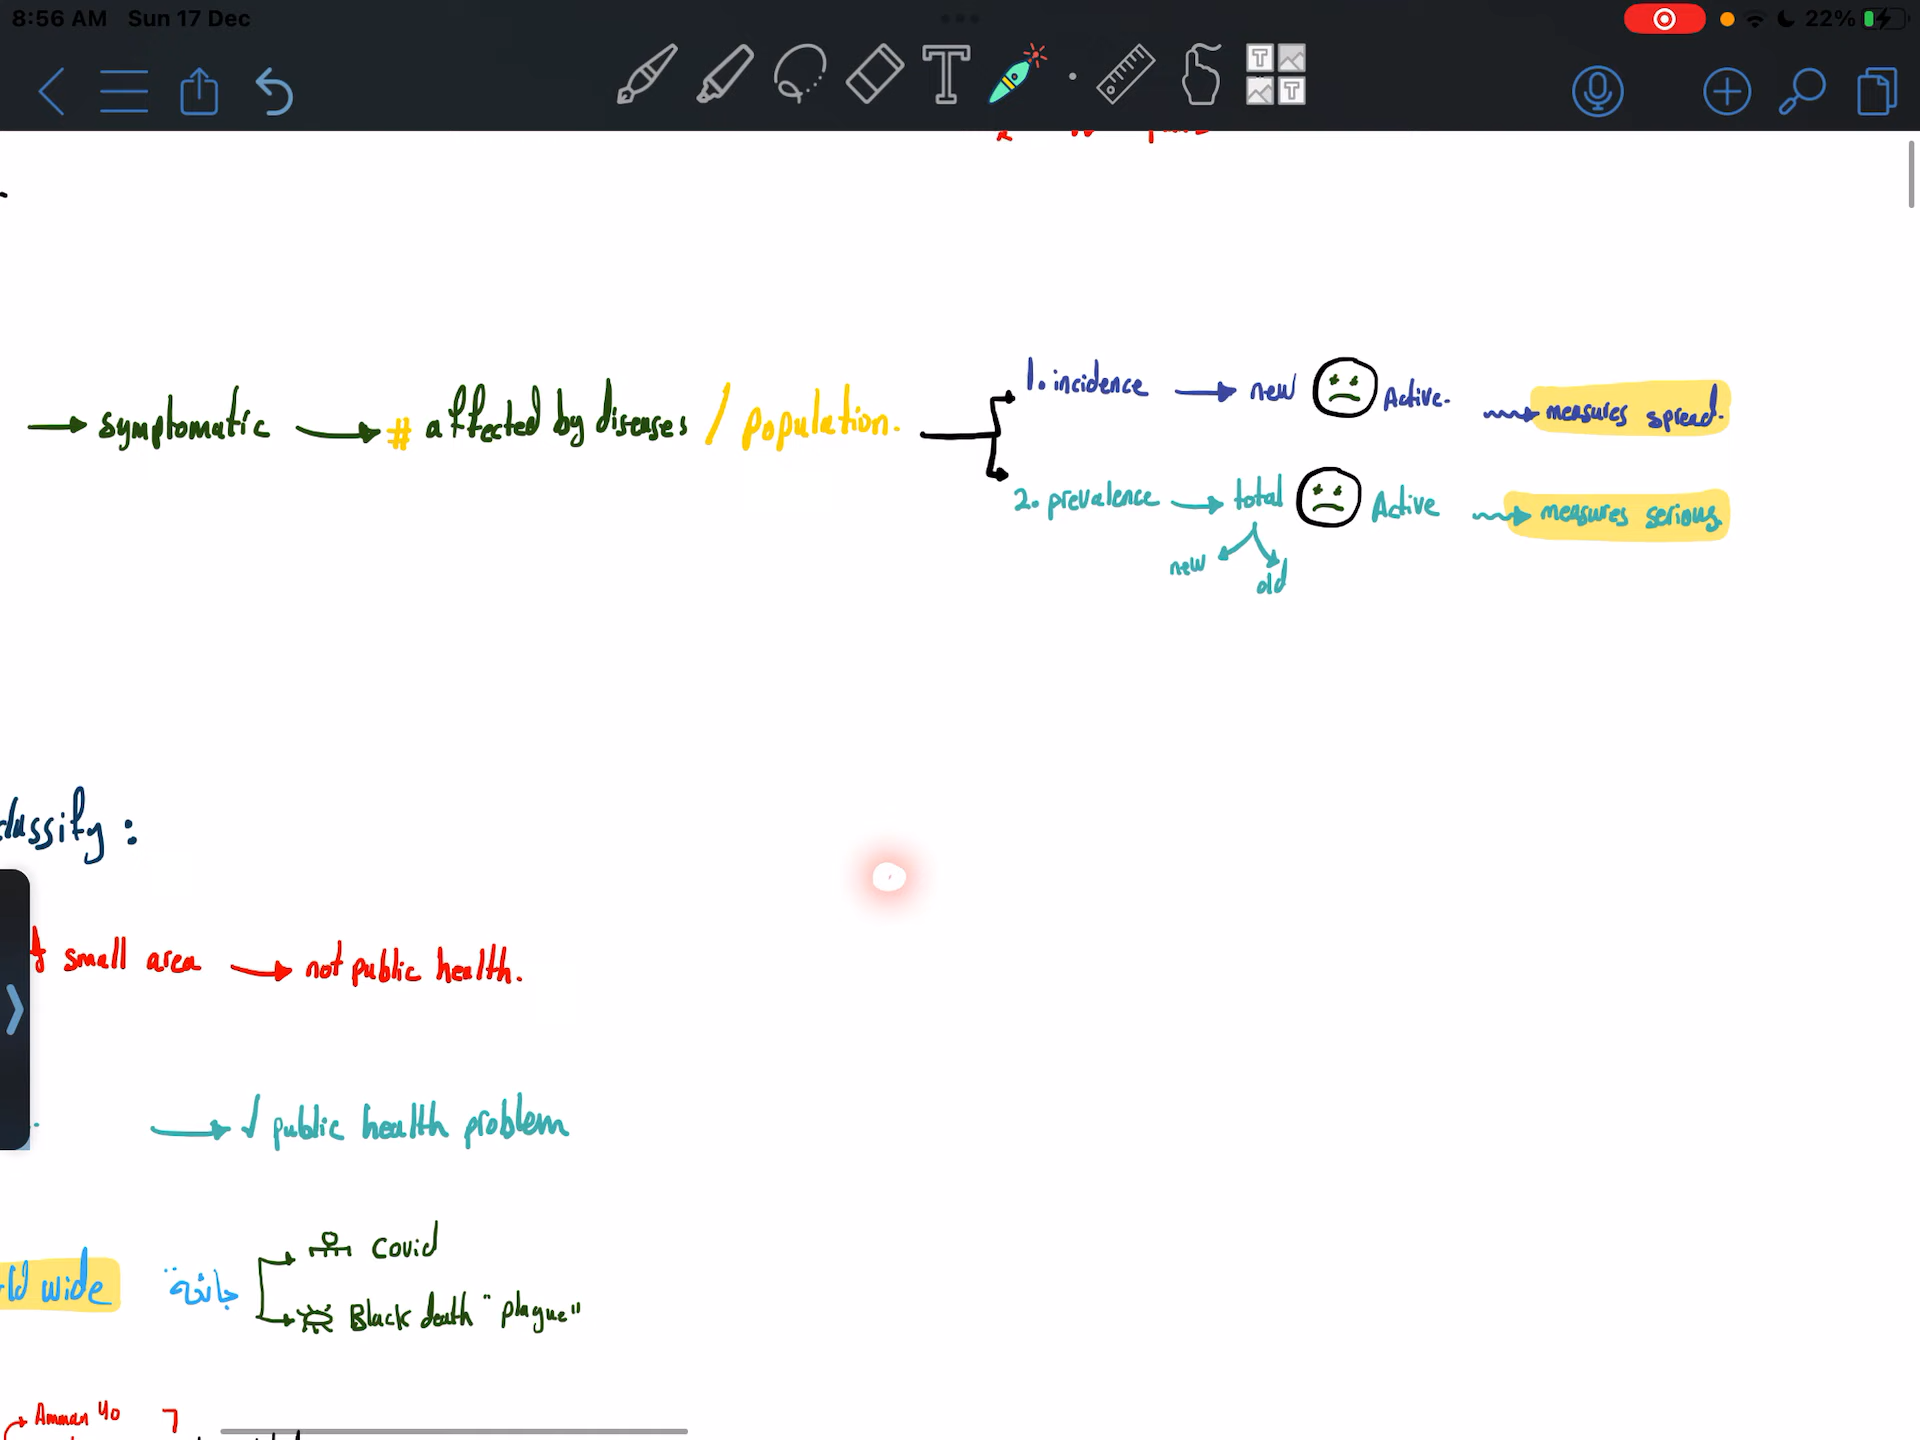 8:56 AM Sun 17 Dec
22%
symptomatic # affected by diseases / population.
1. incidence new Active. measures spread.
2. prevalence total Active measures serious
new old
classify:
small area not public health.
√ public health problem
wide جائحة
Covid
Black death "plague"
Amman 40